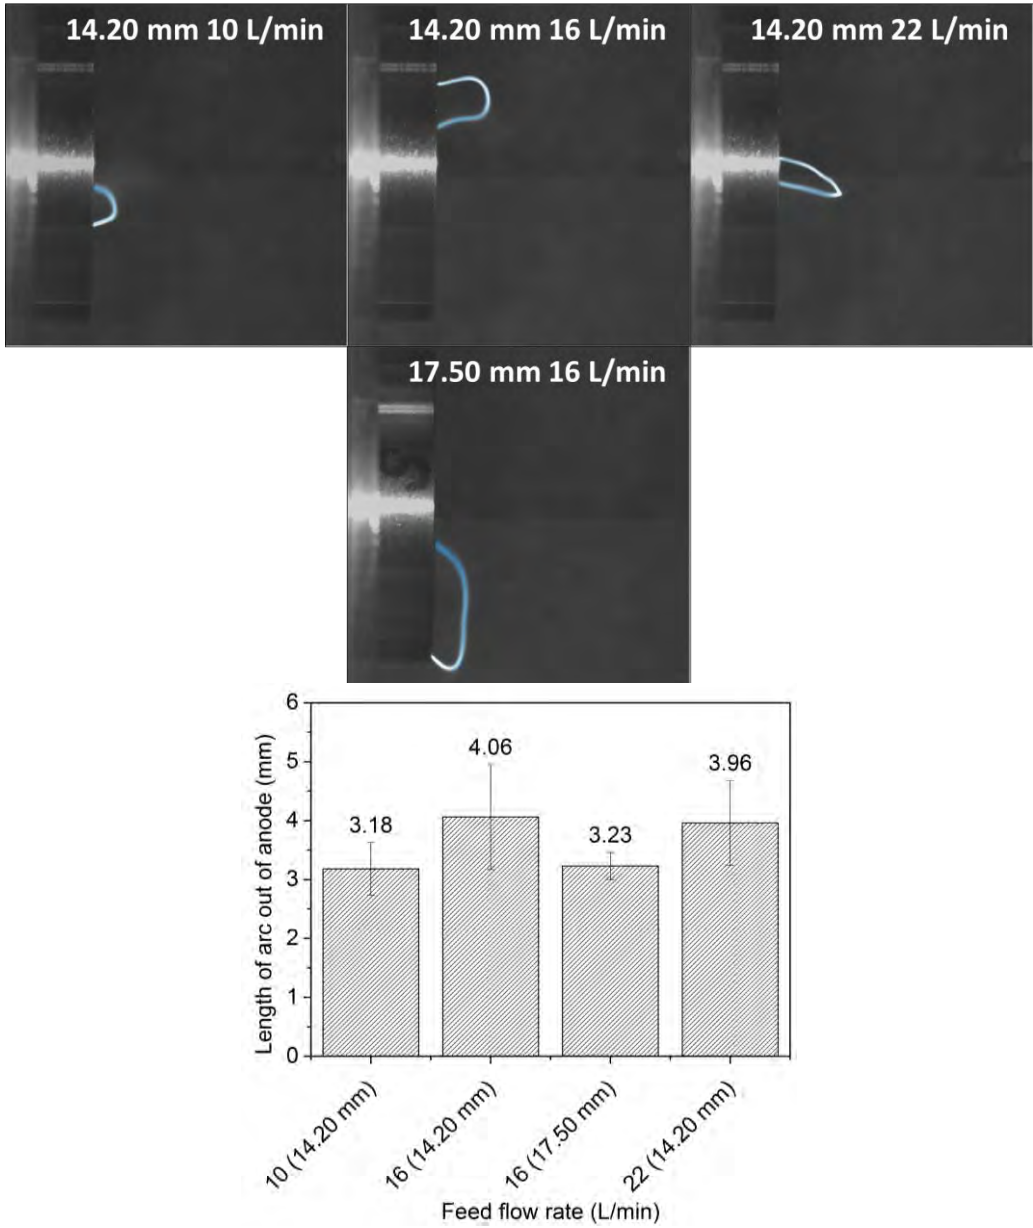 14.20 mm 10 L/min
14.20 mm 16 L/min
14.20 mm 22 L/min
17.50 mm 16 L/min
Length of arc out of anode (mm)
6
5
4
3
2
1
0
3.18
4.06
3.23
3.96
10 (14.20 mm)
16 (14.20 mm)
16 (17.50 mm)
22 (14.20 mm)
Feed flow rate (L/min)